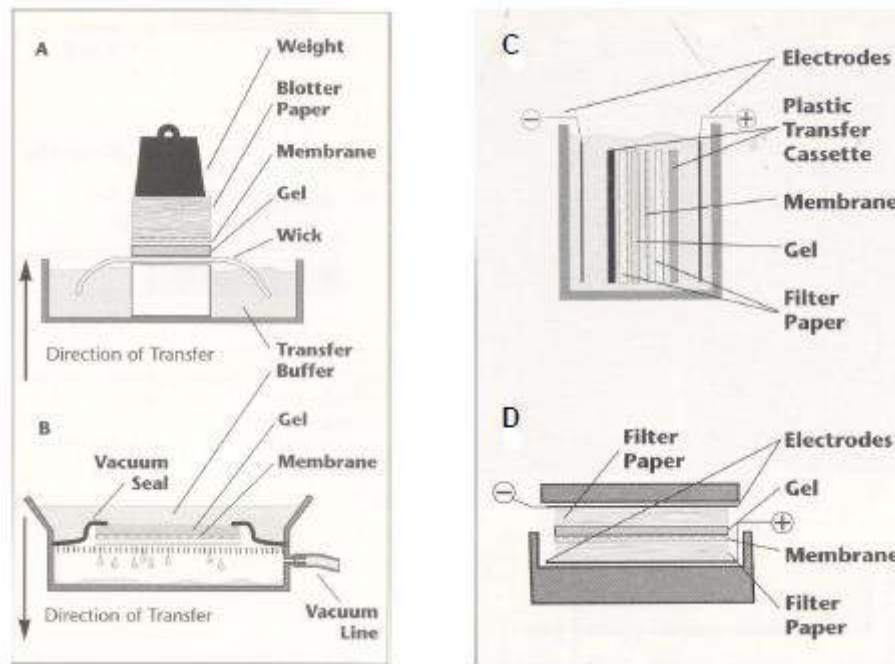 A
Weight
Blotter
Paper
Membrane
Gel
Wick
Direction of Transfer
Transfer
Buffer
B
Gel
Vacuum
Seal
Membrane
Direction of Transfer
Vacuum
Line
C
Electrodes
−
+
Plastic
Transfer
Cassette
Membrane
Gel
Filter
Paper
D
Filter
Paper
Electrodes
−
Gel
+
Membrane
Filter
Paper